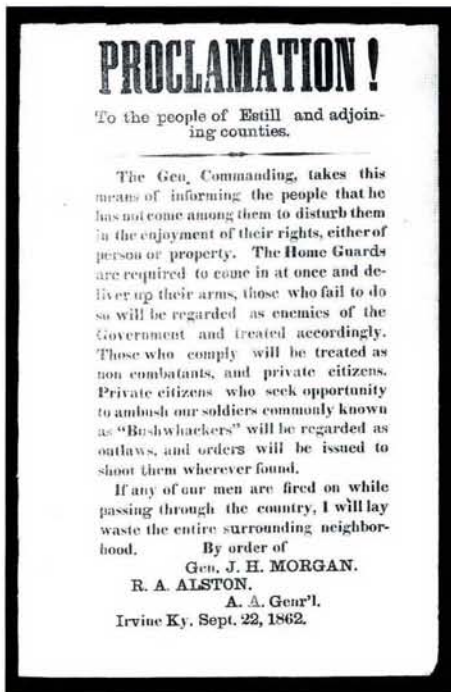 PROCLAMATION!
To the people of Estill and adjoin-
ing counties.
The Gen. Commanding, takes this
means of informing the people that he
has not come among them to disturb them
in the enjoyment of their rights, either of
person or property. The Home Guards
are required to come in at once and de-
liver up their arms, those who fail to do
so will be regarded as enemies of the
Government and treated accordingly.
Those who comply will be treated as
non combatants, and private citizens.
Private citizens who seek opportunity
to ambush our soldiers commonly known
as "Bushwhackers" will be regarded as
outlaws, and orders will be issued to
shoot them wherever found.
If any of our men are fired on while
passing through the country, I will lay
waste the entire surrounding neighbor-
hood. By order of
Gen. J. H. MORGAN.
R. A. ALSTON.
A. A. Genr'l.
Irvine Ky. Sept. 22, 1862.